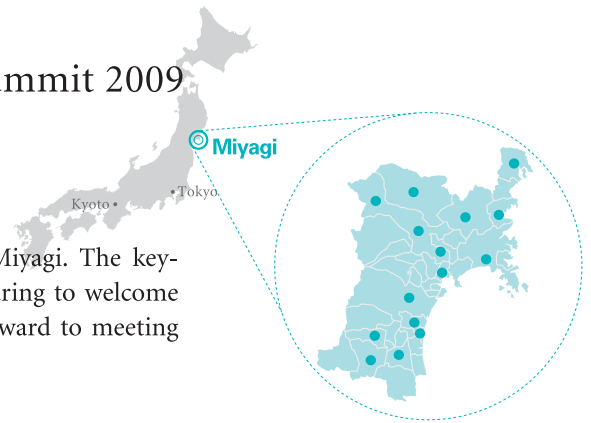 mmit 2009
Miyagi
Tokyo
Kyoto
Miyagi. The key-
ring to welcome
ward to meeting